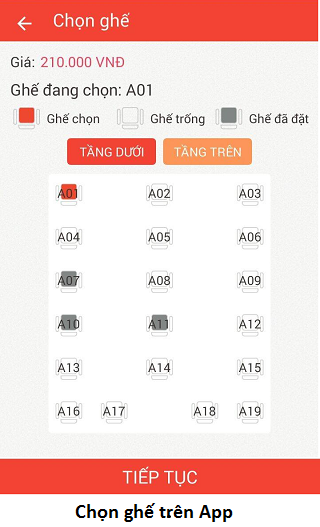 Chọn ghế
Giá: 210.000 VNĐ
Ghế đang chọn: A01
Ghế chọn Ghế trống Ghế đã đặt
TẦNG DƯỚI TẦNG TRÊN
A01 A02 A03
A04 A05 A06
A07 A08 A09
A10 A11 A12
A13 A14 A15
A16 A17 A18 A19
TIẾP TỤC
Chọn ghế trên App